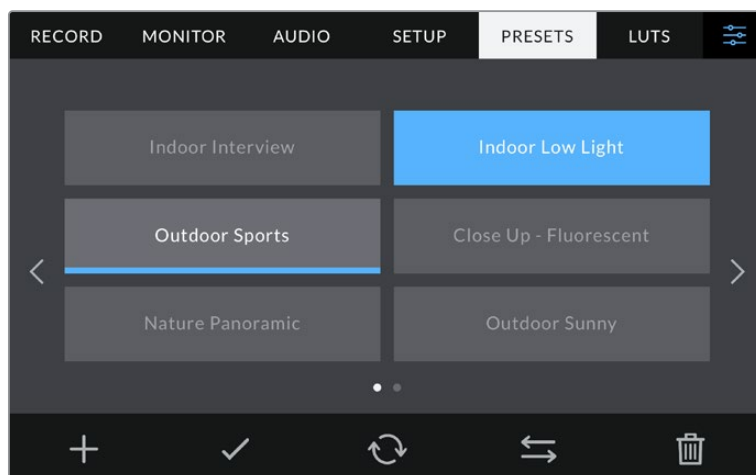 RECORD MONITOR AUDIO SETUP PRESETS LUTS
Indoor Interview Indoor Low Light
Outdoor Sports Close Up - Fluorescent
Nature Panoramic Outdoor Sunny